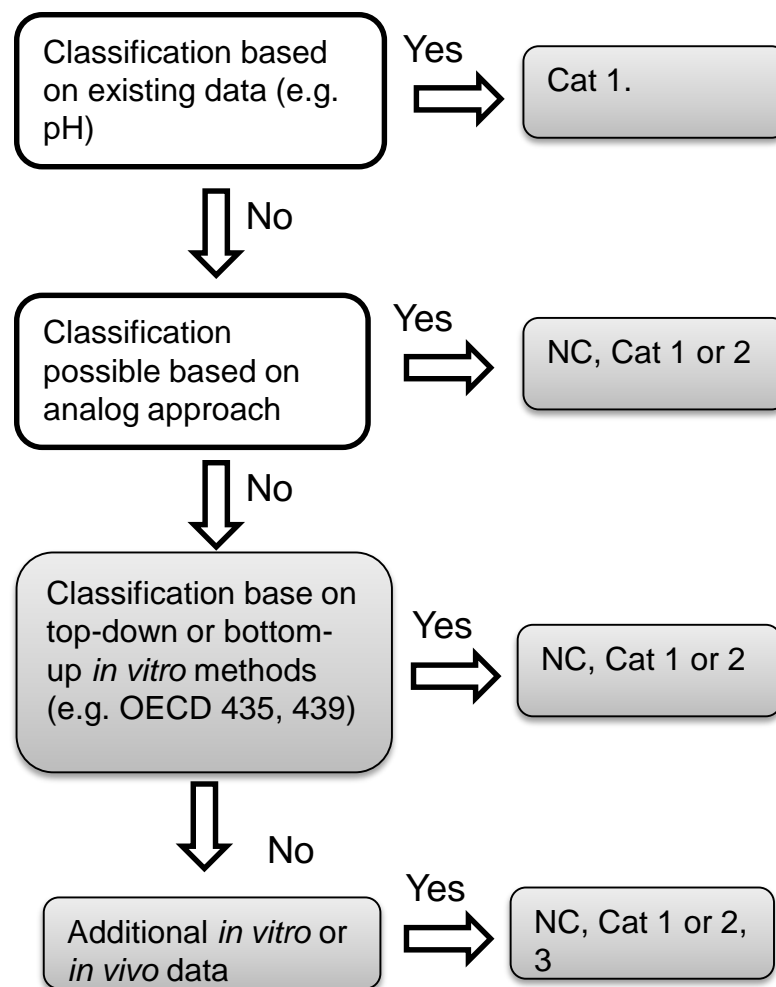 Classification based
on existing data (e.g.
pH)
Yes
Cat 1.
No
Classification
possible based on
analog approach
Yes
NC, Cat 1 or 2
No
Classification base on
top-down or bottom-
up in vitro methods
(e.g. OECD 435, 439)
Yes
NC, Cat 1 or 2
No
Additional in vitro or
in vivo data
Yes
NC, Cat 1 or 2,
3